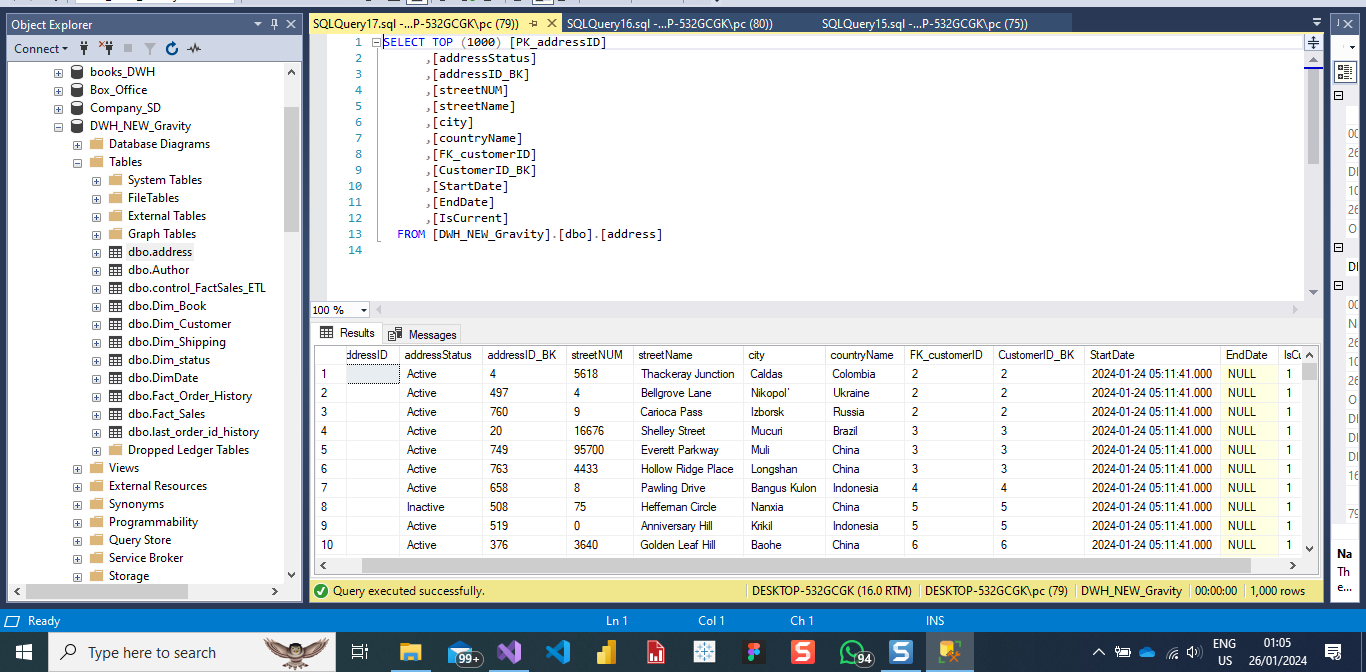 Object Explorer
Connect
books_DWH
Box_Office
Company_SD
DWH_NEW_Gravity
Database Diagrams
Tables
System Tables
FileTables
External Tables
Graph Tables
dbo.address
dbo.Author
dbo.control_FactSales_ETL
dbo.Dim_Book
dbo.Dim_Customer
dbo.Dim_Shipping
dbo.Dim_status
dbo.DimDate
dbo.Fact_Order_History
dbo.Fact_Sales
dbo.last_order_id_history
Dropped Ledger Tables
Views
External Resources
Synonyms
Programmability
Query Store
Service Broker
Storage
SQLQuery17.sql -...P-532GCGK\pc (79)) SQLQuery16.sql -...P-532GCGK\pc (80)) SQLQuery15.sql -...P-532GCGK\pc (75))
1 SELECT TOP (1000) [PK_addressID]
2 ,[addressStatus]
3 ,[addressID_BK]
4 ,[streetNUM]
5 ,[streetName]
6 ,[city]
7 ,[countryName]
8 ,[FK_customerID]
9 ,[CustomerID_BK]
10 ,[StartDate]
11 ,[EndDate]
12 ,[IsCurrent]
13 FROM [DWH_NEW_Gravity].[dbo].[address]
14
100 %
Results Messages
ddressID addressStatus addressID_BK streetNUM streetName city countryName FK_customerID CustomerID_BK StartDate EndDate IsCu
1 Active 4 5618 Thackeray Junction Caldas Colombia 2 2 2024-01-24 05:11:41.000 NULL 1
2 Active 497 4 Bellgrove Lane Nikopol' Ukraine 2 2 2024-01-24 05:11:41.000 NULL 1
3 Active 760 9 Carioca Pass Izborsk Russia 2 2 2024-01-24 05:11:41.000 NULL 1
4 Active 20 16676 Shelley Street Mucuri Brazil 3 3 2024-01-24 05:11:41.000 NULL 1
5 Active 749 95700 Everett Parkway Muli China 3 3 2024-01-24 05:11:41.000 NULL 1
6 Active 763 4433 Hollow Ridge Place Longshan China 3 3 2024-01-24 05:11:41.000 NULL 1
7 Active 658 8 Pawling Drive Bangus Kulon Indonesia 4 4 2024-01-24 05:11:41.000 NULL 1
8 Inactive 508 75 Heffernan Circle Nanxia China 5 5 2024-01-24 05:11:41.000 NULL 1
9 Active 519 0 Anniversary Hill Krikil Indonesia 5 5 2024-01-24 05:11:41.000 NULL 1
10 Active 376 3640 Golden Leaf Hill Baohe China 6 6 2024-01-24 05:11:41.000 NULL 1
Query executed successfully. DESKTOP-532GCGK (16.0 RTM) DESKTOP-532GCGK\pc (79) DWH_NEW_Gravity 00:00:00 1,000 rows
Na
Th
e...
Ready Ln 1 Col 1 Ch 1 INS
Type here to search
99+
94
ENG
US
01:05
26/01/2024